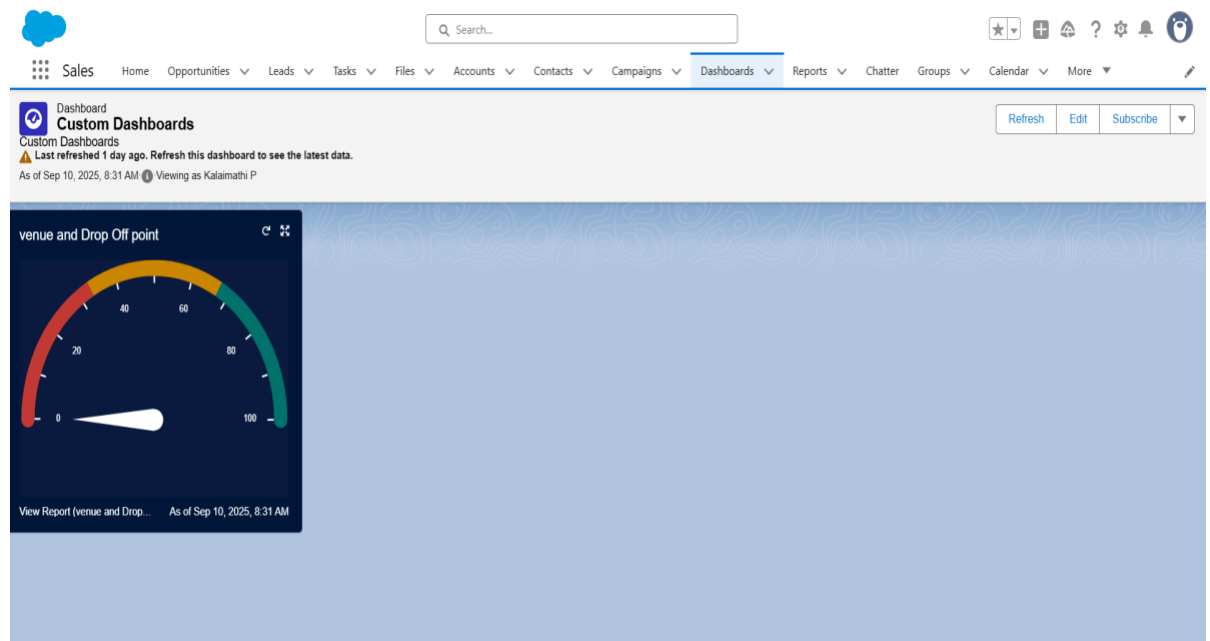 Search...
Sales Home Opportunities Leads Tasks Files Accounts Contacts Campaigns Dashboards Reports Chatter Groups Calendar More
Dashboard
Custom Dashboards
Refresh Edit Subscribe
Custom Dashboards
Last refreshed 1 day ago. Refresh this dashboard to see the latest data.
As of Sep 10, 2025, 8:31 AM Viewing as Kalaimathi P
venue and Drop Off point
40 60
20 80
0 100
View Report (venue and Drop... As of Sep 10, 2025, 8:31 AM